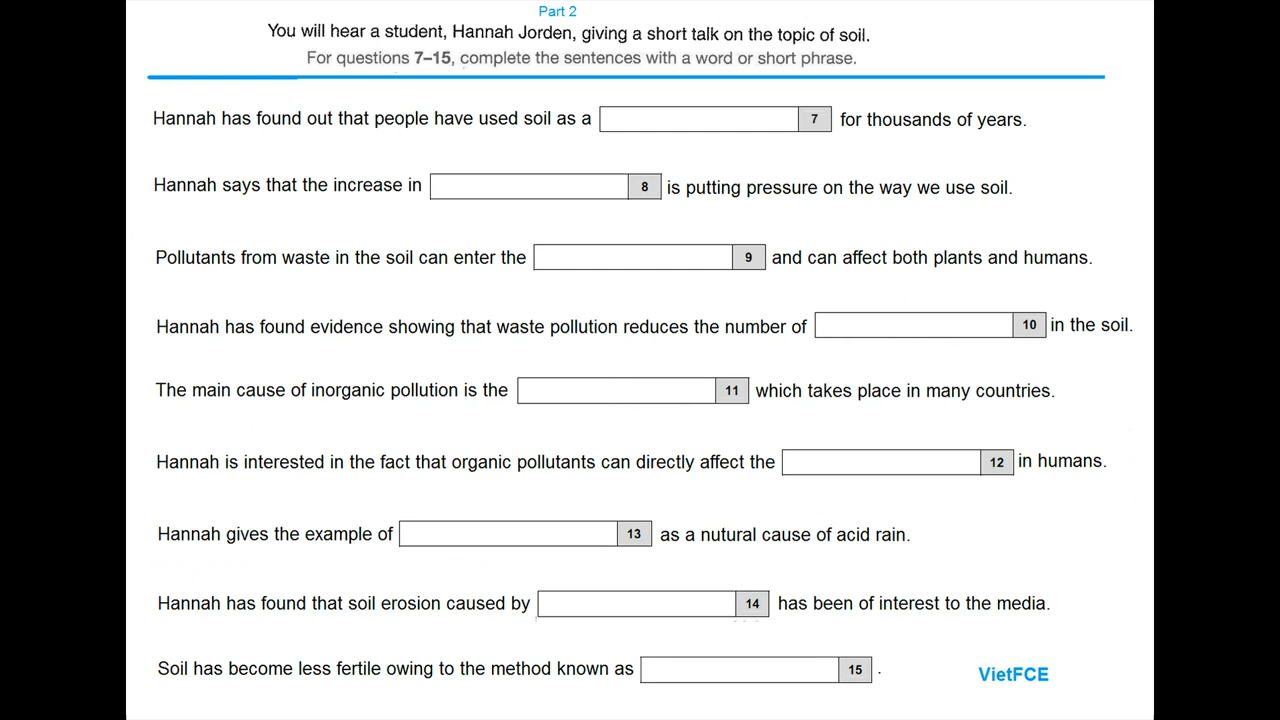 Part 2
You will hear a student, Hannah Jorden, giving a short talk on the topic of soil.
For questions 7–15, complete the sentences with a word or short phrase.
Hannah has found out that people have used soil as a 7 for thousands of years.
Hannah says that the increase in 8 is putting pressure on the way we use soil.
Pollutants from waste in the soil can enter the 9 and can affect both plants and humans.
Hannah has found evidence showing that waste pollution reduces the number of 10 in the soil.
The main cause of inorganic pollution is the 11 which takes place in many countries.
Hannah is interested in the fact that organic pollutants can directly affect the 12 in humans.
Hannah gives the example of 13 as a nutural cause of acid rain.
Hannah has found that soil erosion caused by 14 has been of interest to the media.
Soil has become less fertile owing to the method known as 15 .
VietFCE